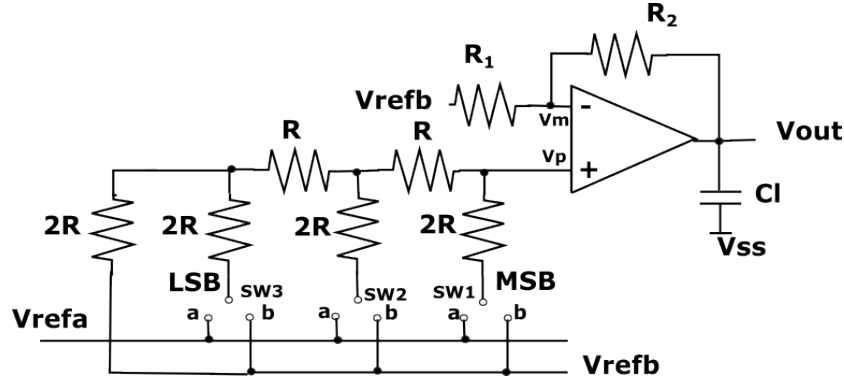 R₂
R₁
Vrefb
Vm
-
R
R
Vp
+
Vout
2R
2R
2R
2R
Cl
Vss
LSB
SW3
SW2
SW1
MSB
a
b
a
b
a
b
Vrefa
Vrefb